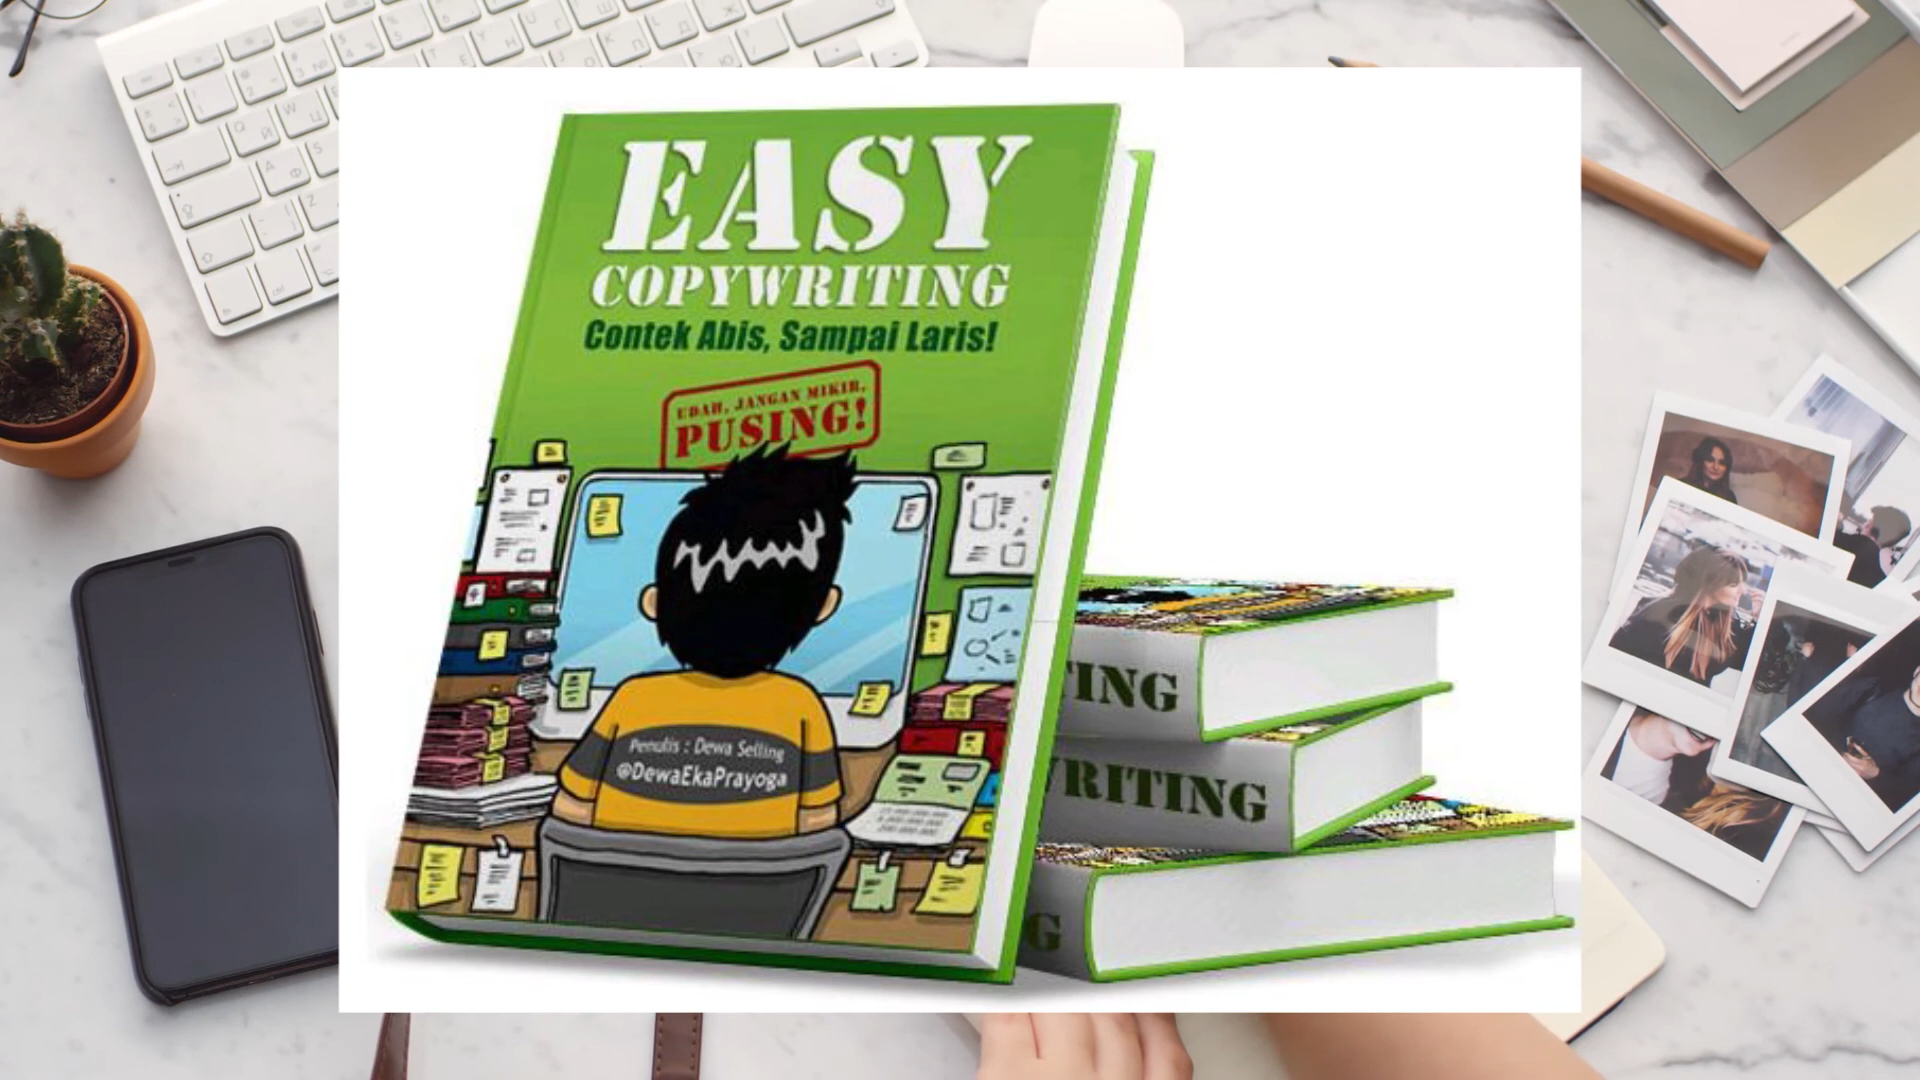 EASY
COPYWRITING
Contek Abis, Sampai Laris!
UDAH, JANGAN MIKIR,
PUSING!
Penulis : Dewa Selling
@DewaEkaPrayoga
TING
RITING
G